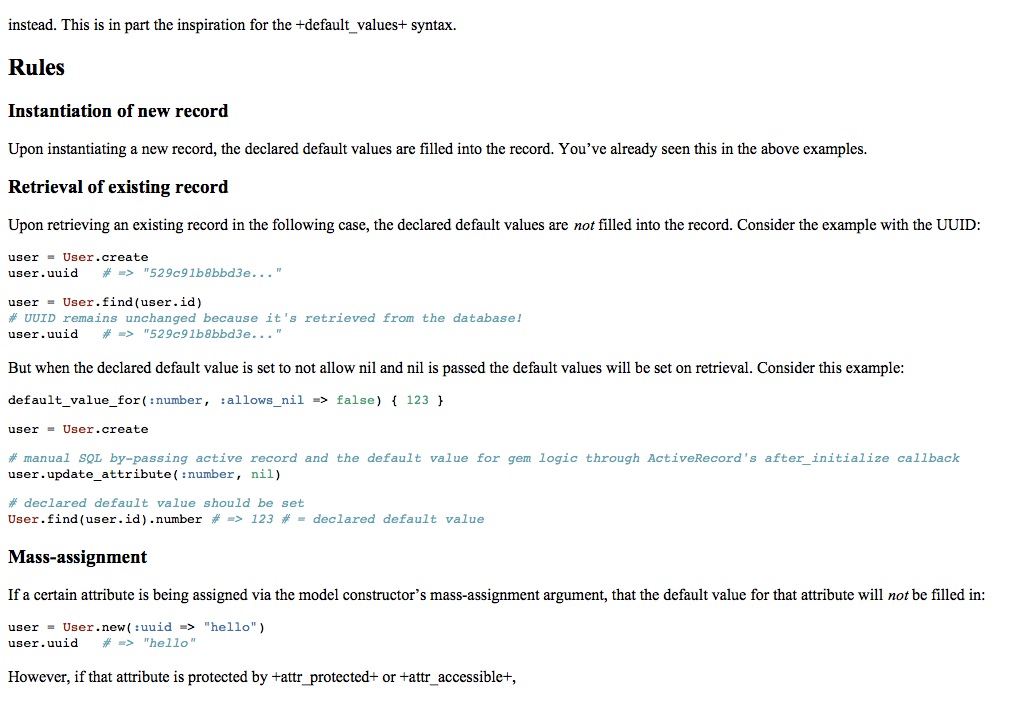 instead. This is in part the inspiration for the +default_values+ syntax.
Rules
Instantiation of new record
Upon instantiating a new record, the declared default values are filled into the record. You’ve already seen this in the above examples.
Retrieval of existing record
Upon retrieving an existing record in the following case, the declared default values are not filled into the record. Consider the example with the UUID:
user = User.create
user.uuid   # => "529c91b8bbd3e..."
user = User.find(user.id)
# UUID remains unchanged because it's retrieved from the database!
user.uuid   # => "529c91b8bbd3e..."
But when the declared default value is set to not allow nil and nil is passed the default values will be set on retrieval. Consider this example:
default_value_for(:number, :allows_nil => false) { 123 }
user = User.create
# manual SQL by-passing active record and the default value for gem logic through ActiveRecord's after_initialize callback
user.update_attribute(:number, nil)
# declared default value should be set
User.find(user.id).number # => 123 # = declared default value
Mass-assignment
If a certain attribute is being assigned via the model constructor’s mass-assignment argument, that the default value for that attribute will not be filled in:
user = User.new(:uuid => "hello")
user.uuid   # => "hello"
However, if that attribute is protected by +attr_protected+ or +attr_accessible+,